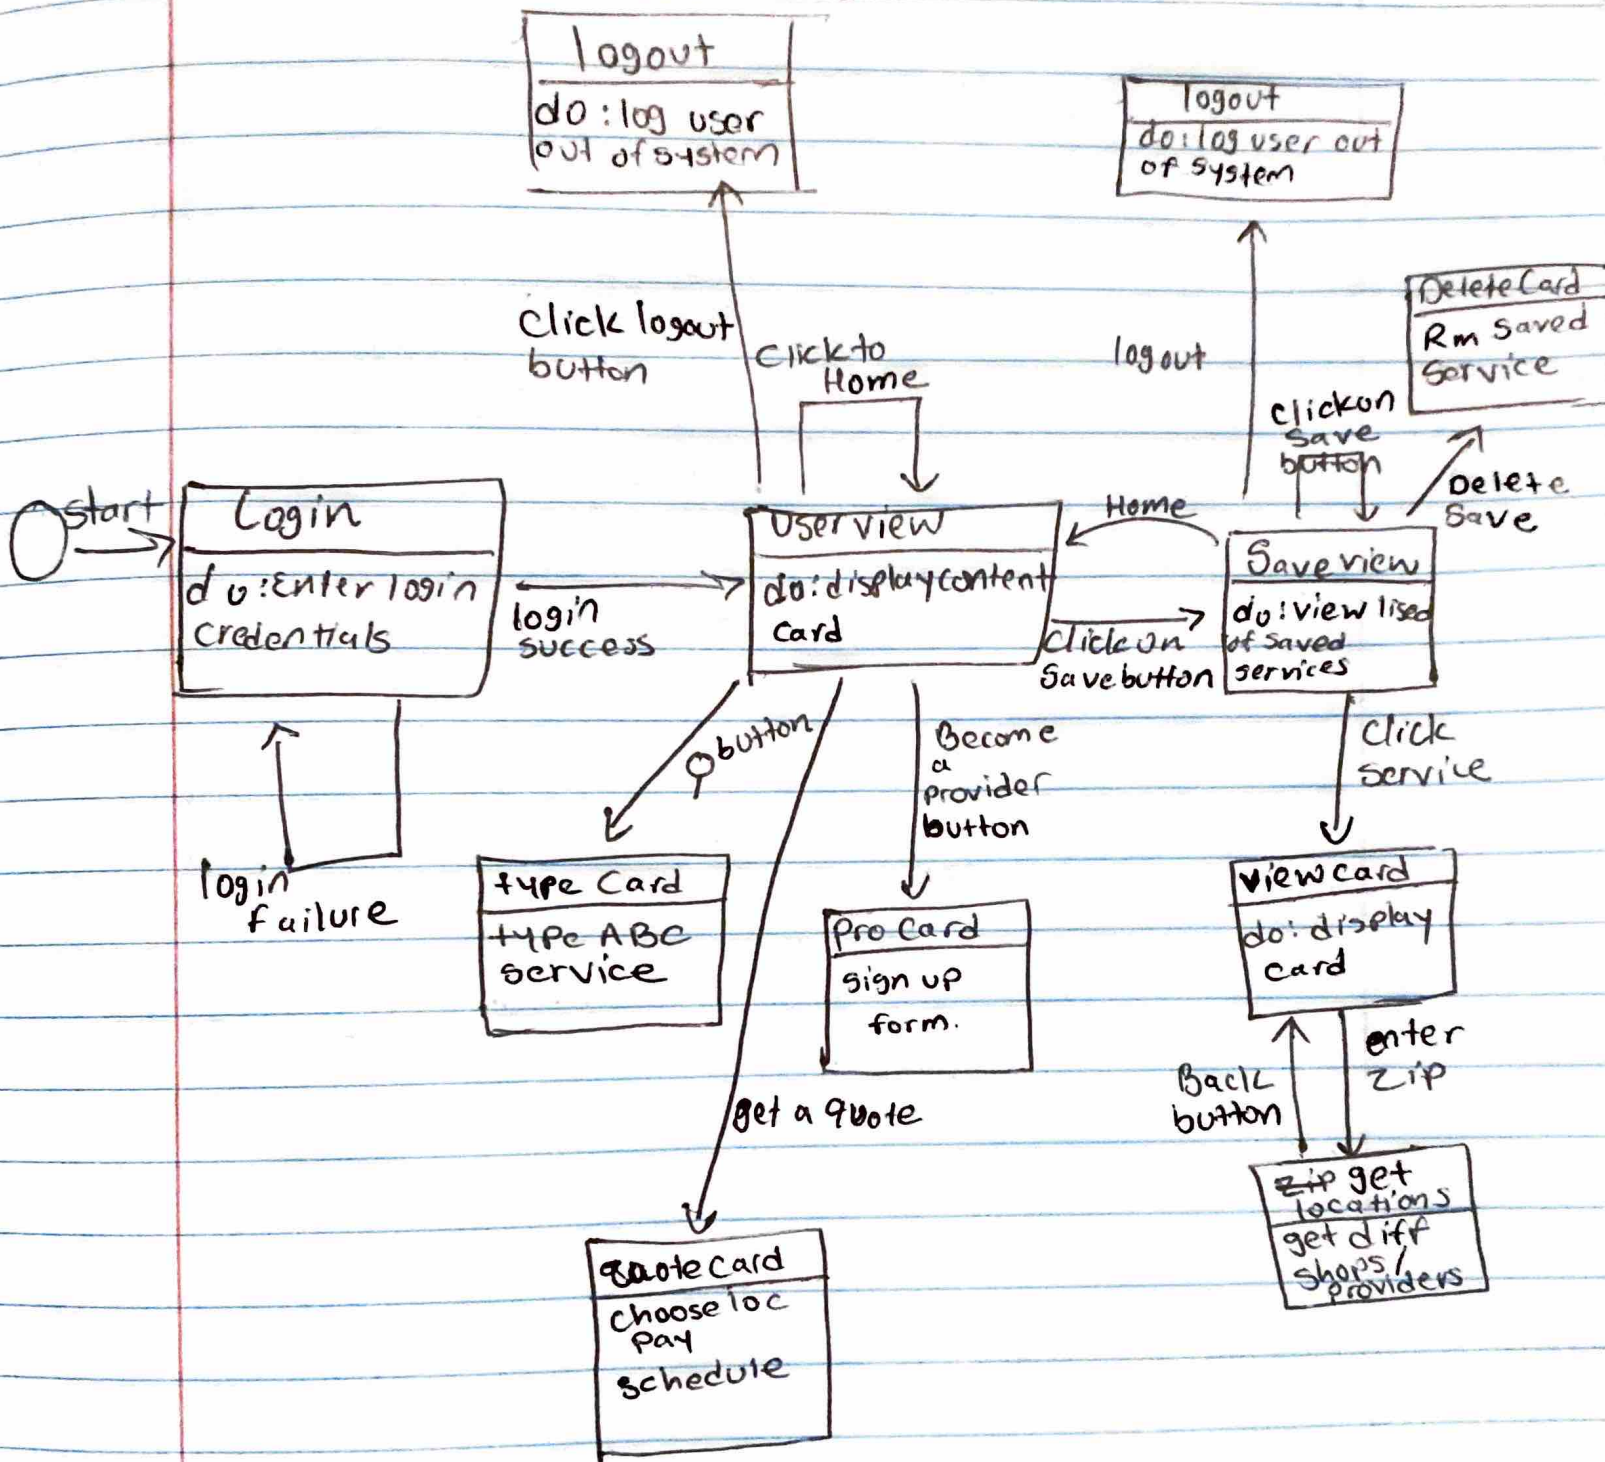 logout
do: log user
out of system
logout
do: log user out
of system
Delete Card
Rm saved
service
Click logout
button
Click to
Home
logout
Click on
save
button
Delete
Save
start
Login
do: Enter login
credentials
login
success
User view
do: display content
card
Home
Click on
Save button
Save view
do: view lised
of saved
services
login
failure
button
Become
a
provider
button
Click
service
type Card
type ABC
service
Pro Card
sign up
form.
view card
do: display
card
get a quote
Back
button
enter
zip
zip get
locations
get diff
shops/
providers
quote card
choose loc
pay
schedule